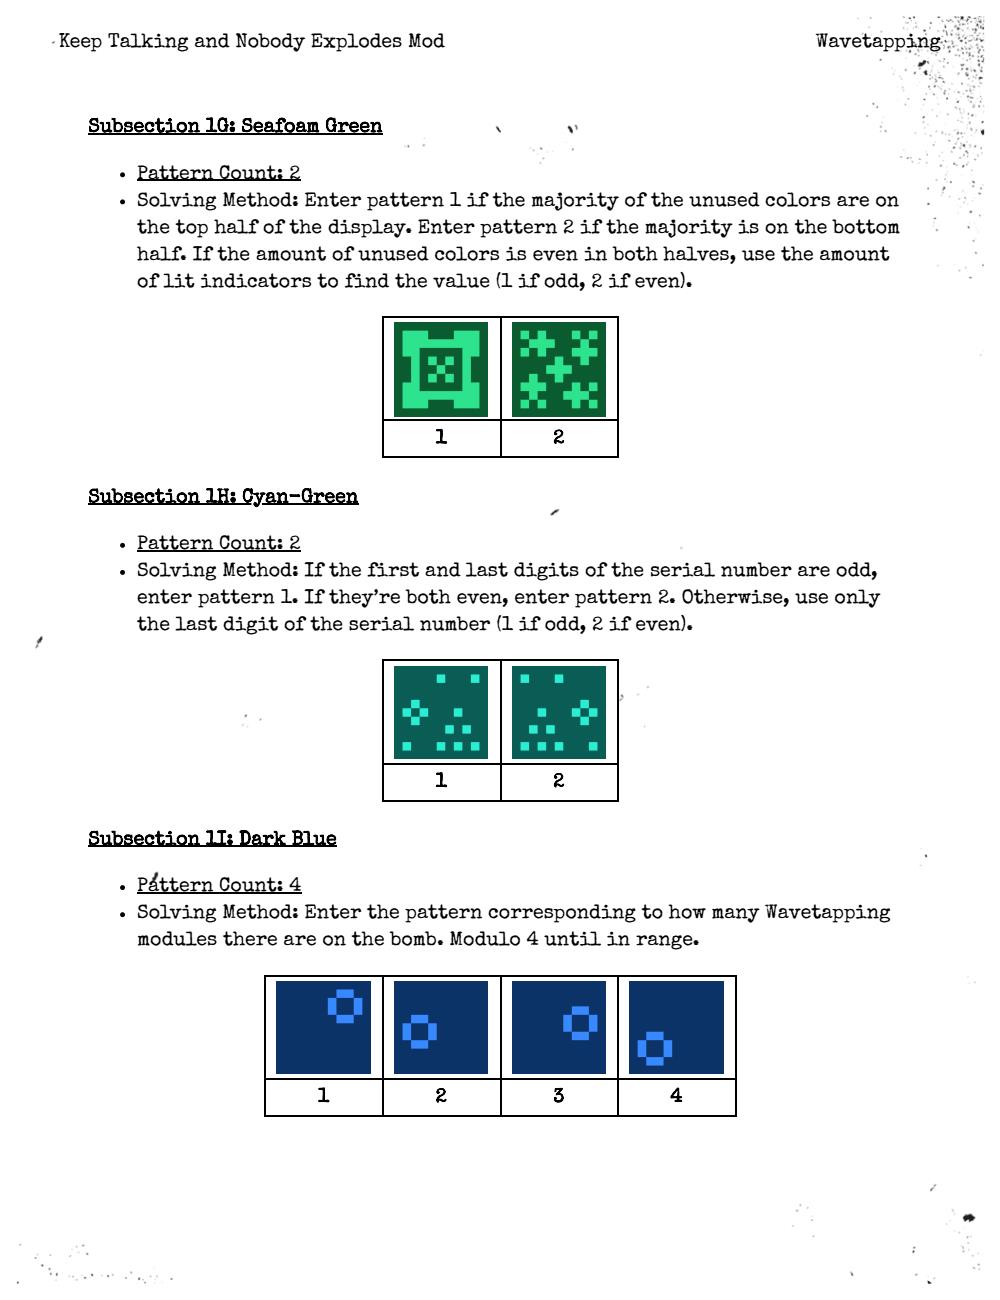 Keep Talking and Nobody Explodes Mod
Wavetapping
Subsection 1G: Seafoam Green
• Pattern Count: 2
• Solving Method: Enter pattern 1 if the majority of the unused colors are on
the top half of the display. Enter pattern 2 if the majority is on the bottom
half. If the amount of unused colors is even in both halves, use the amount
of lit indicators to find the value (1 if odd, 2 if even).
1 2
Subsection 1H: Cyan-Green
• Pattern Count: 2
• Solving Method: If the first and last digits of the serial number are odd,
enter pattern 1. If they're both even, enter pattern 2. Otherwise, use only
the last digit of the serial number (1 if odd, 2 if even).
1 2
Subsection 1I: Dark Blue
• Pattern Count: 4
• Solving Method: Enter the pattern corresponding to how many Wavetapping
modules there are on the bomb. Modulo 4 until in range.
1 2 3 4